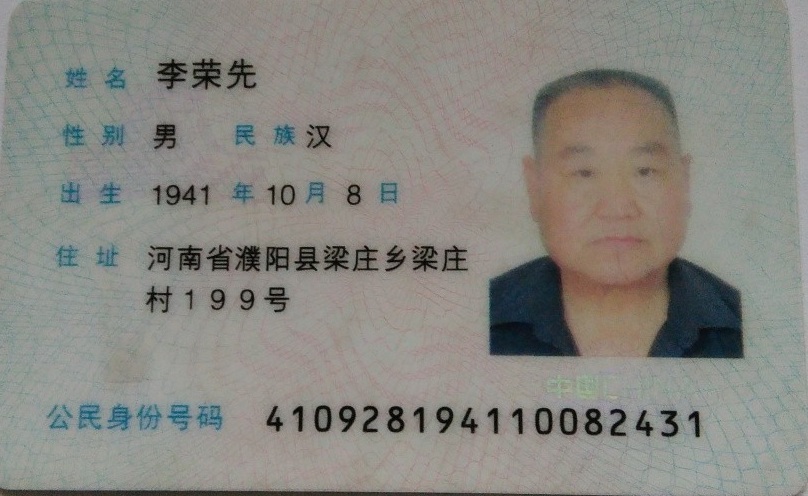 姓名 李荣先
性别 男 民族 汉
出生 1941 年 10 月 8 日
住址 河南省濮阳县梁庄乡梁庄
村199号
公民身份号码 410928194110082431